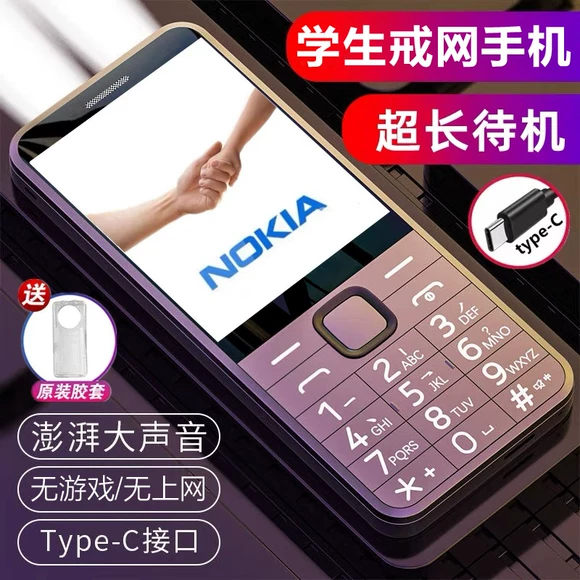 学生戒网手机
超长待机
type-C
NOKIA
送
原装胶套
澎湃大声音
无游戏/无上网
Type-C接口
1
2 ABC
3 DEF
4 GHI
5 JKL
6 MNO
7 PQRS
8 TUV
9 WXYZ
* +
0
#